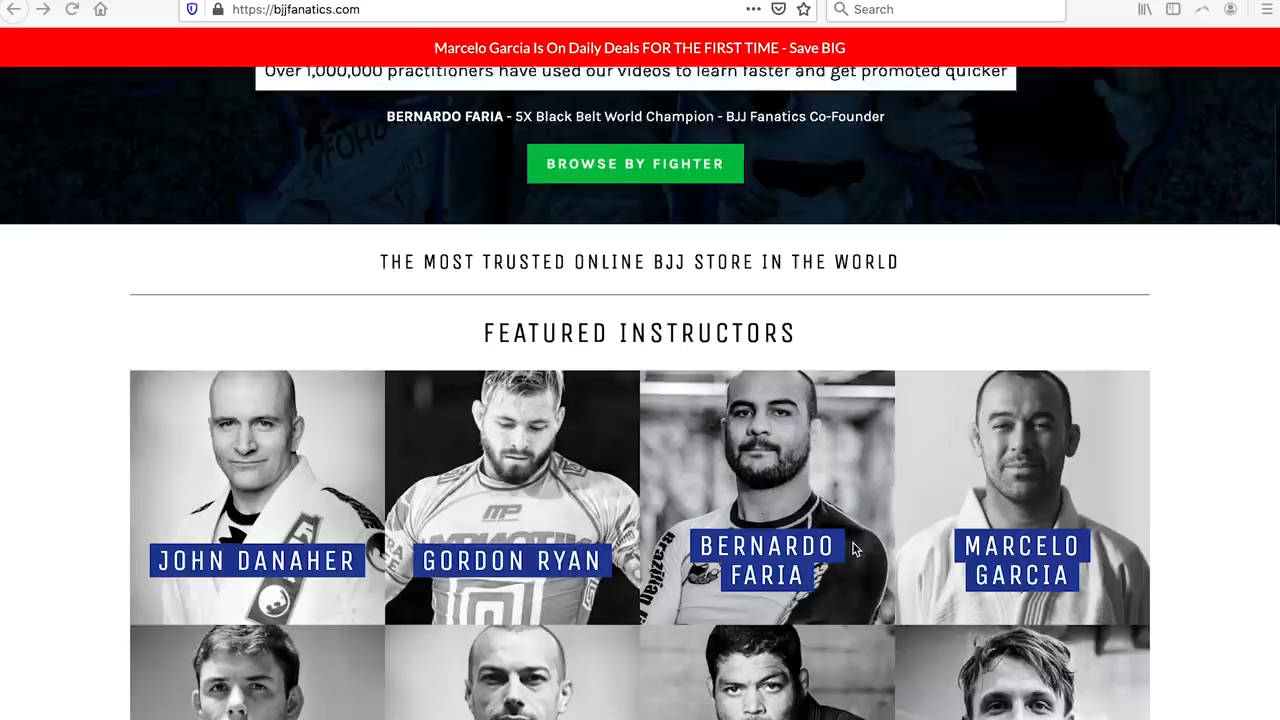 https://bjjfanatics.com
Search
Marcelo Garcia Is On Daily Deals FOR THE FIRST TIME - Save BIG
Over 1,000,000 practitioners have used our videos to learn faster and get promoted quicker
BERNARDO FARIA - 5X Black Belt World Champion - BJJ Fanatics Co-Founder
BROWSE BY FIGHTER
THE MOST TRUSTED ONLINE BJJ STORE IN THE WORLD
FEATURED INSTRUCTORS
JOHN DANAHER
GORDON RYAN
BERNARDO
FARIA
MARCELO
GARCIA